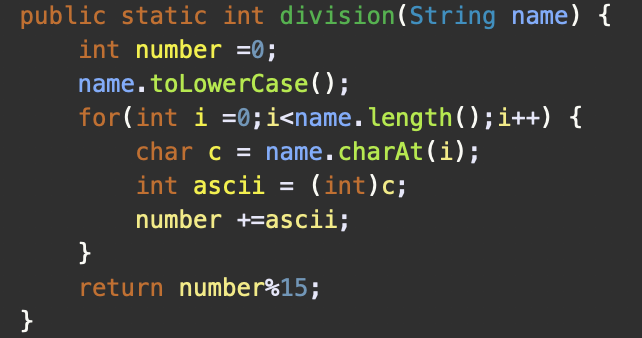 public static int division(String name) {
    int number =0;
    name.toLowerCase();
    for(int i =0;i<name.length();i++) {
        char c = name.charAt(i);
        int ascii = (int)c;
        number +=ascii;
    }
    return number%15;
}